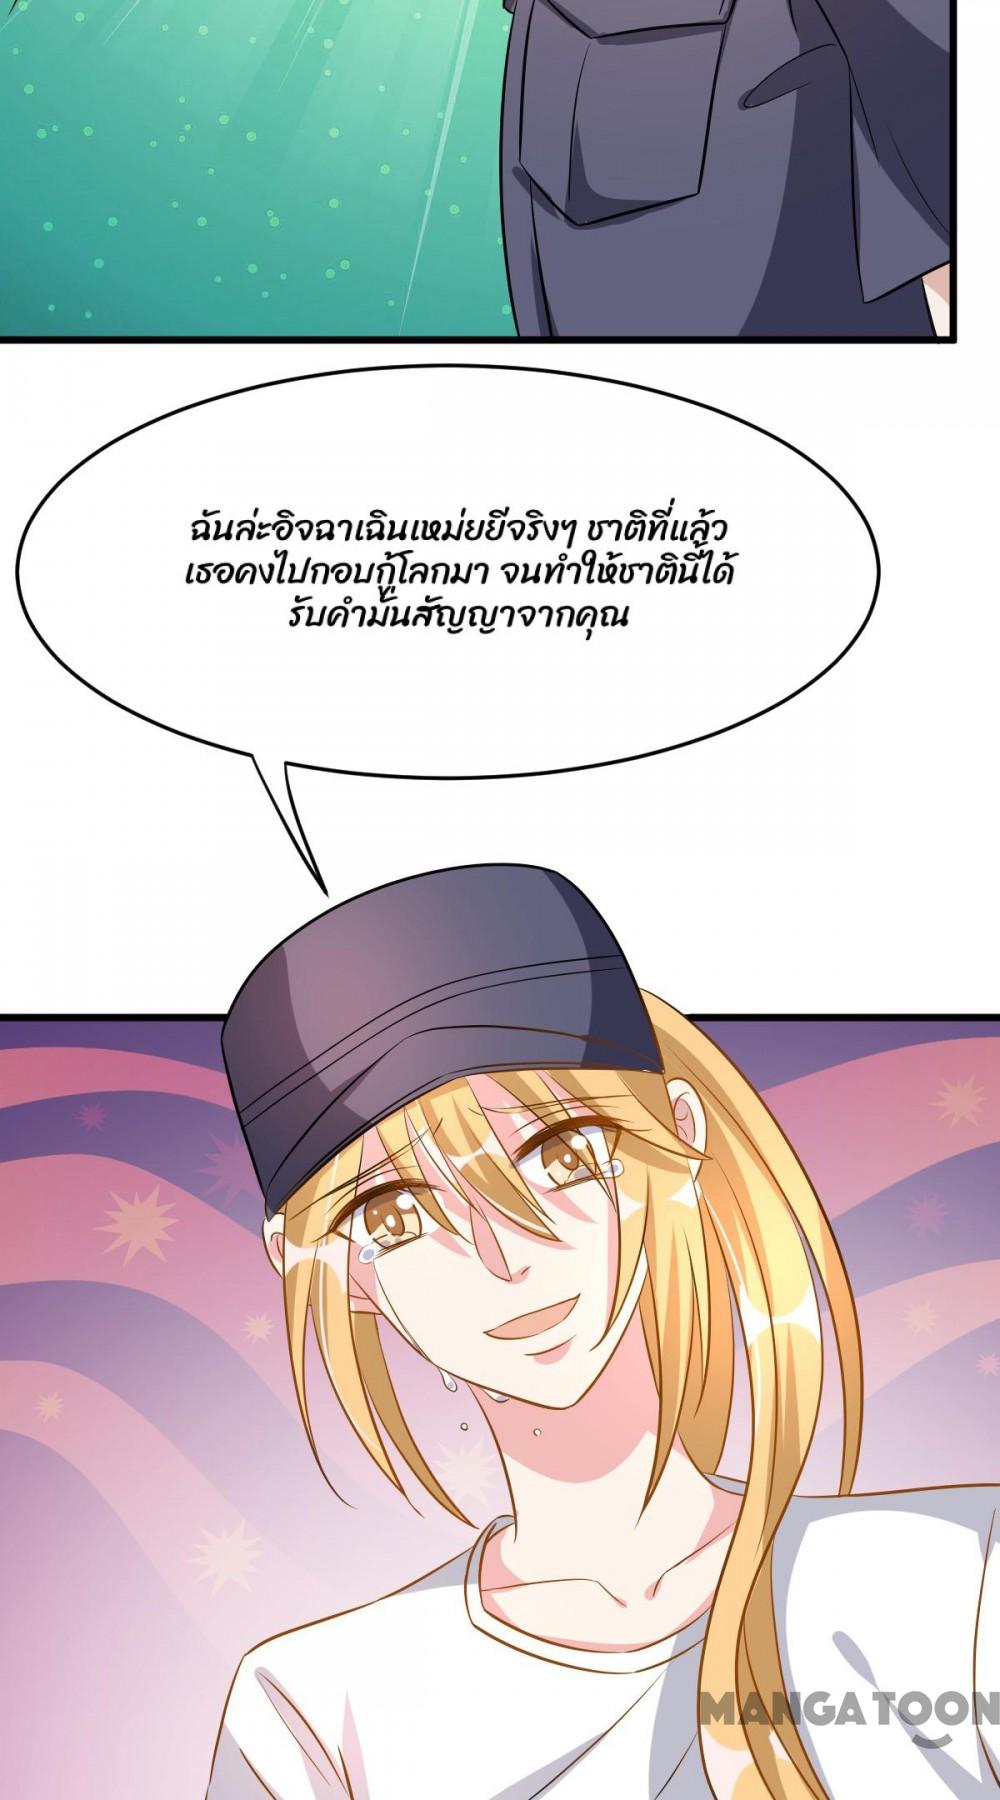 ฉันล่ะอิจฉาเฉินเหม่ยยีจริงๆ ชาติที่แล้ว
เธอคงไปกอบกู้โลกมา จนทำให้ชาตินี้ได้
รับคำมั่นสัญญาจากคุณ
MANGATOON